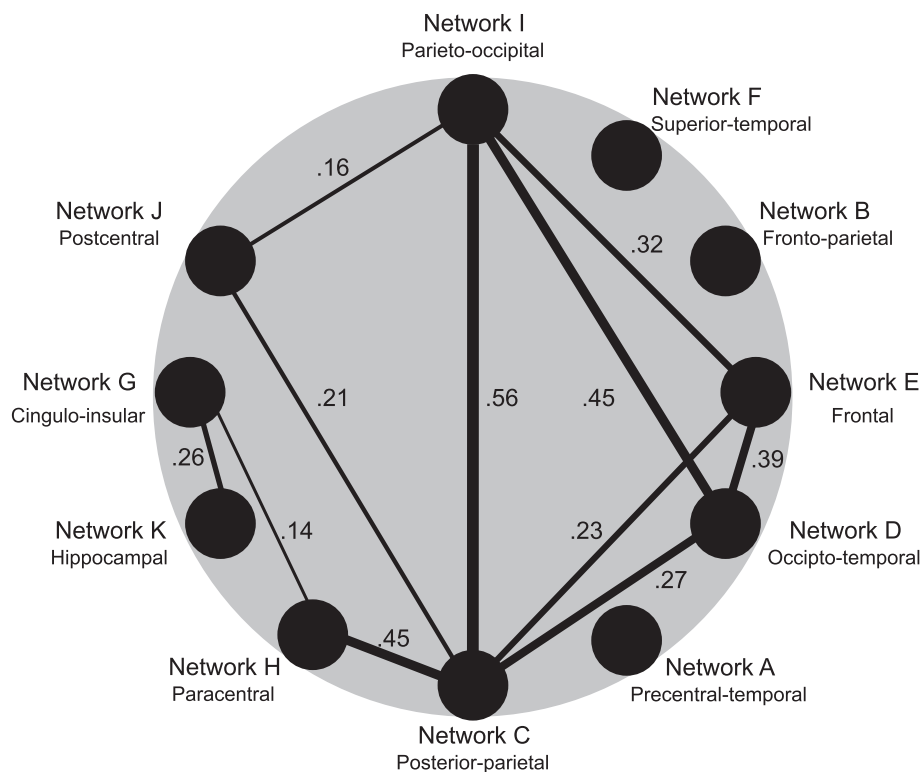 Network I
Parieto-occipital
Network F
Superior-temporal
.16
Network J
Postcentral
Network B
Fronto-parietal
.32
Network G
Cingulo-insular
.21
.56
.45
Network E
Frontal
.26
.39
Network K
Hippocampal
.14
.23
Network D
Occipto-temporal
.27
.45
Network H
Paracentral
Network A
Precentral-temporal
Network C
Posterior-parietal